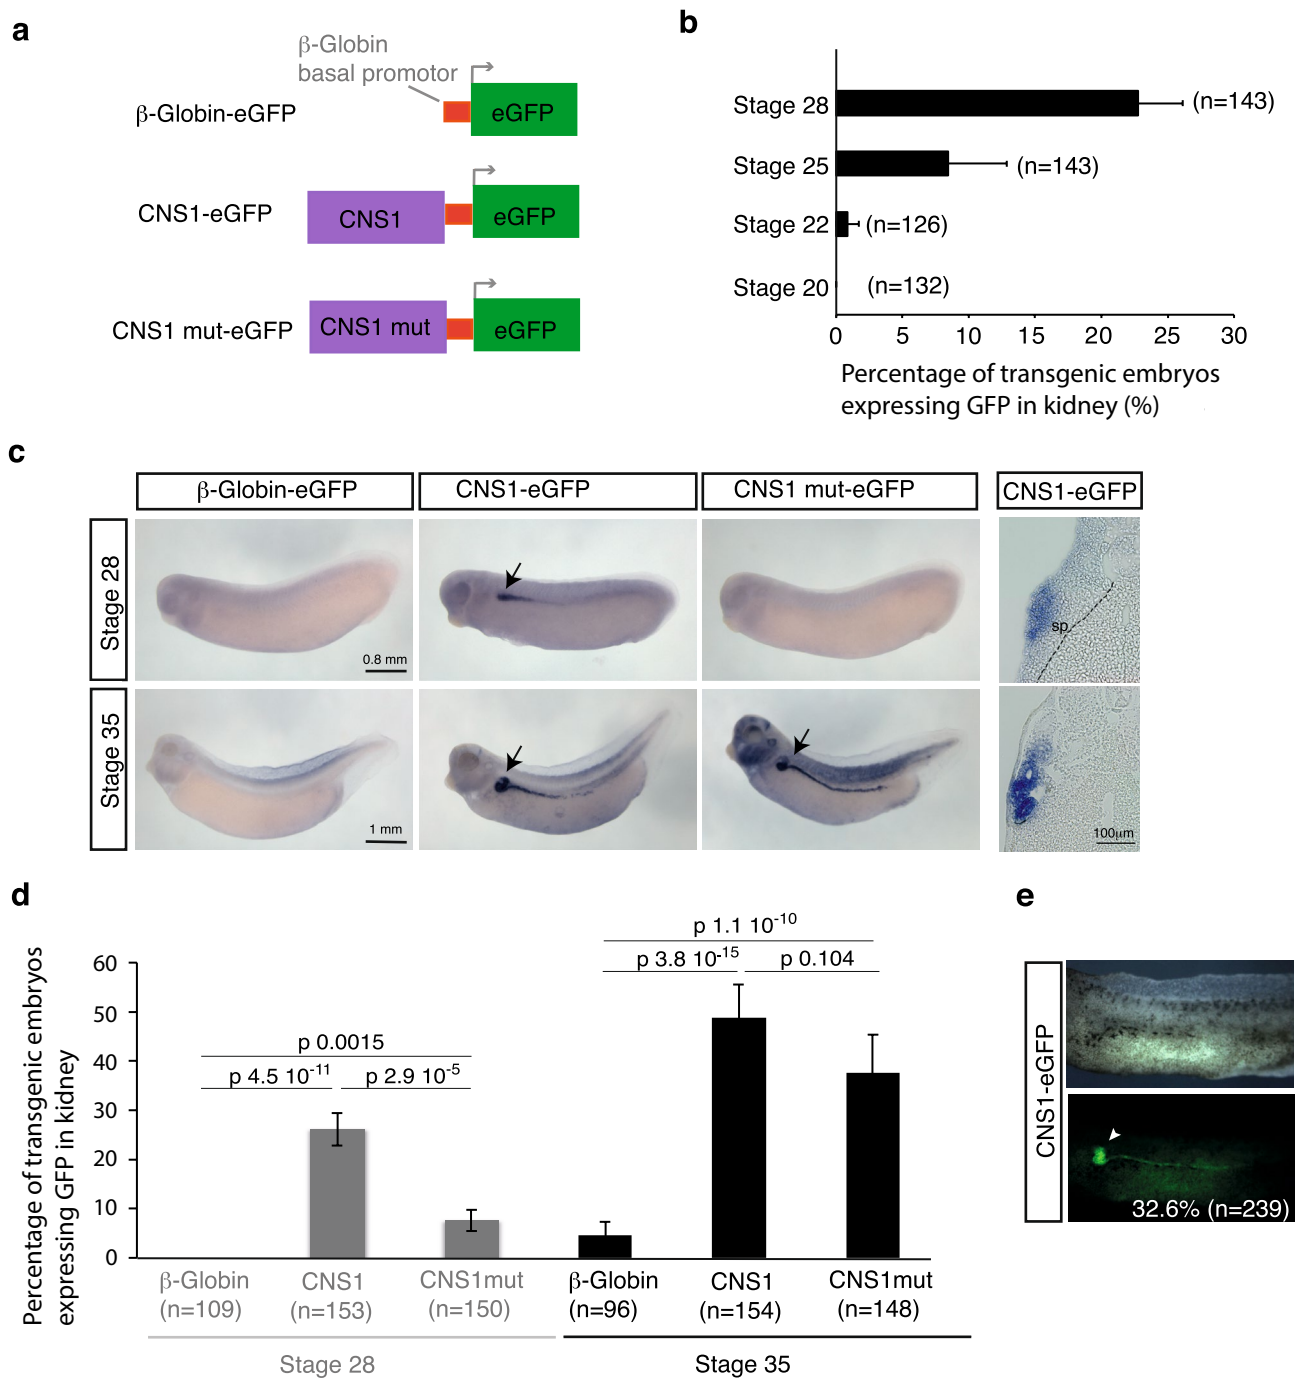 a
β-Globin
basal promotor
β-Globin-eGFP
eGFP
CNS1-eGFP
CNS1
eGFP
CNS1 mut-eGFP
CNS1 mut
eGFP
b
Stage 28
(n=143)
Stage 25
(n=143)
Stage 22
(n=126)
Stage 20
(n=132)
0 5 10 15 20 25 30
Percentage of transgenic embryos
expressing GFP in kidney (%)
c
β-Globin-eGFP
CNS1-eGFP
CNS1 mut-eGFP
CNS1-eGFP
Stage 28
0.8 mm
sp
Stage 35
1 mm
100μm
d
Percentage of transgenic embryos
expressing GFP in kidney
60
50
40
30
20
10
0
p 0.0015
p 4.5 10-11
p 2.9 10-5
p 1.1 10-10
p 3.8 10-15
p 0.104
β-Globin CNS1 CNS1mut β-Globin CNS1 CNS1mut
(n=109) (n=153) (n=150) (n=96) (n=154) (n=148)
Stage 28
Stage 35
e
CNS1-eGFP
32.6% (n=239)